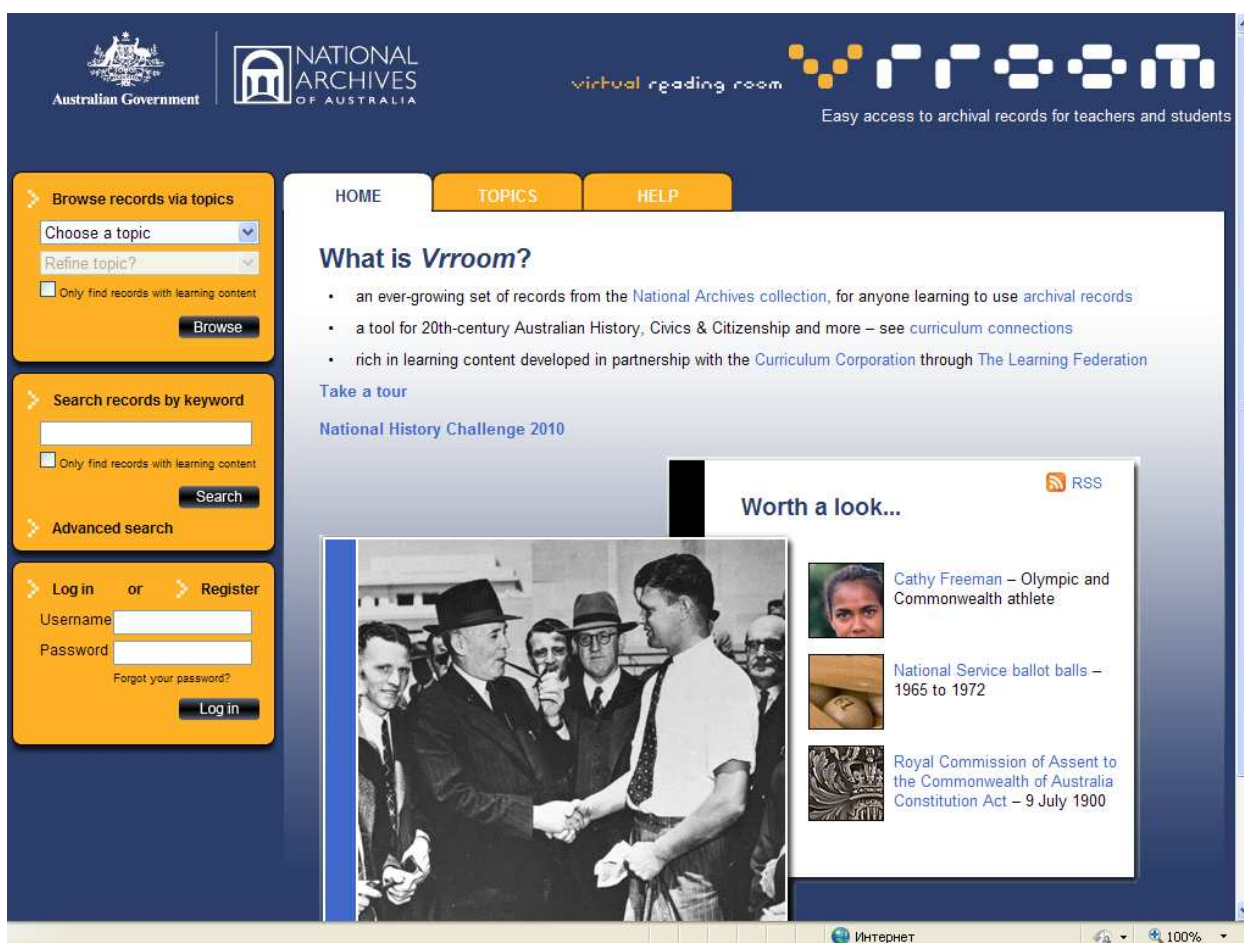 Australian Government
NATIONAL
ARCHIVES
OF AUSTRALIA
virtual reading room
vrroom
Easy access to archival records for teachers and students
Browse records via topics
Choose a topic
Refine topic?
Only find records with learning content
Browse
Search records by keyword
Only find records with learning content
Search
Advanced search
Log in or Register
Username
Password
Forgot your password?
Log in
HOME TOPICS HELP
What is Vrroom?
• an ever-growing set of records from the National Archives collection, for anyone learning to use archival records
• a tool for 20th-century Australian History, Civics & Citizenship and more – see curriculum connections
• rich in learning content developed in partnership with the Curriculum Corporation through The Learning Federation
Take a tour
National History Challenge 2010
RSS
Worth a look...
Cathy Freeman – Olympic and
Commonwealth athlete
National Service ballot balls –
1965 to 1972
Royal Commission of Assent to
the Commonwealth of Australia
Constitution Act – 9 July 1900
Интернет
100%